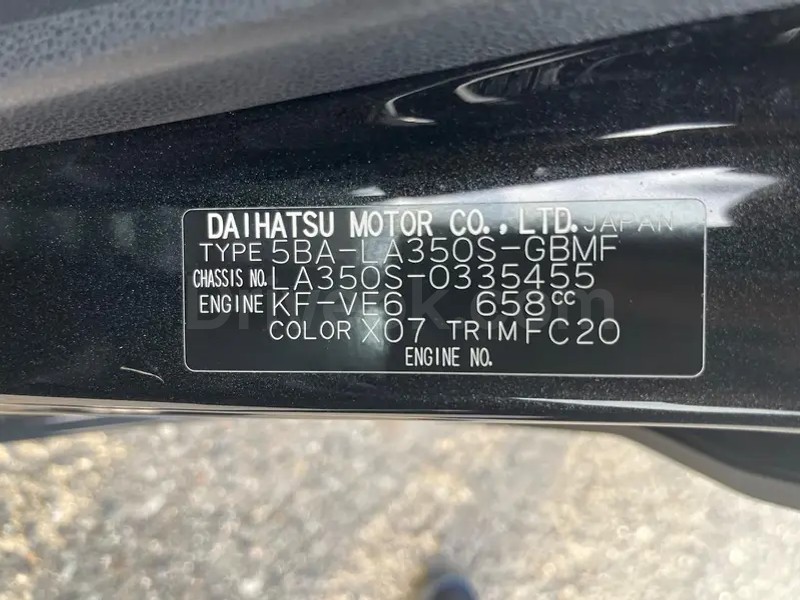 DAIHATSU MOTOR CO., LTD. JAPAN
TYPE 5BA-LA350S-GBMF
CHASSIS NO. LA350S-0335455
ENGINE KF-VE6 658cc
COLOR X07 TRIM FC20
ENGINE NO.